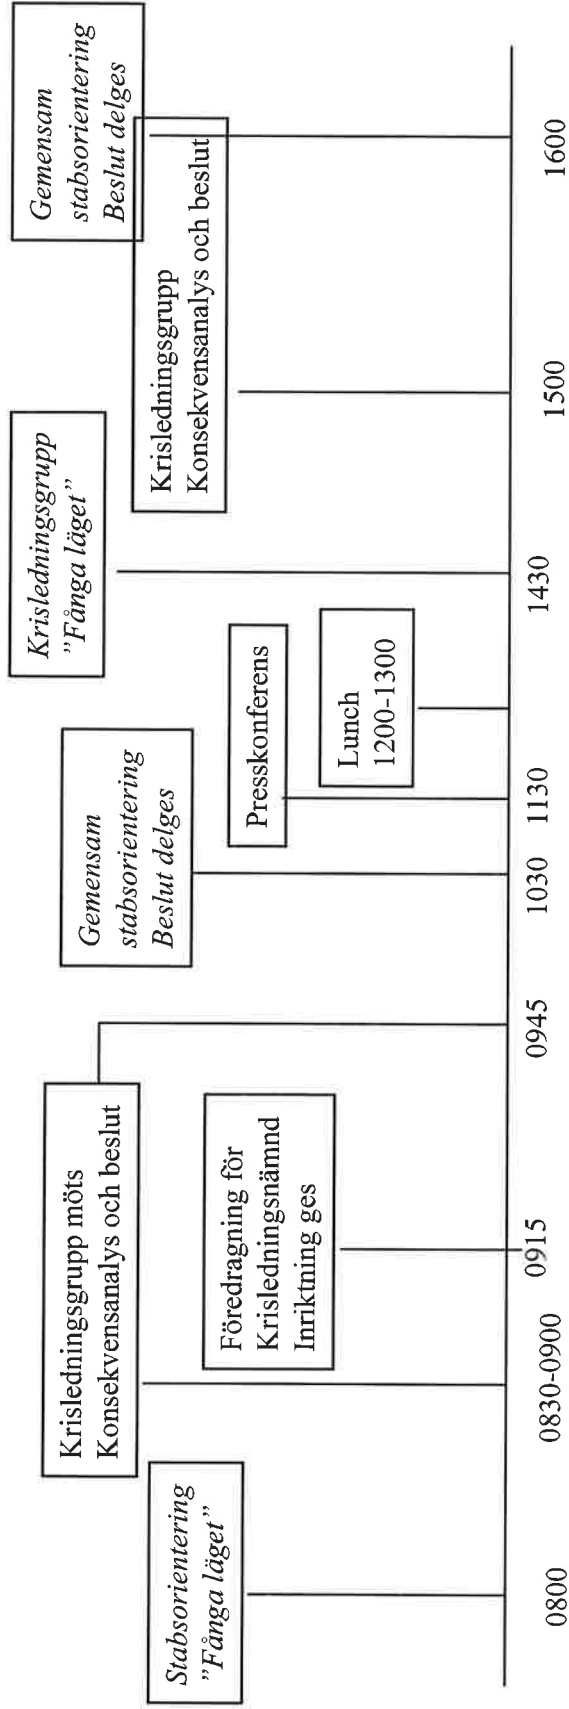 Stabsorientering
”Fånga läget”
Krisledningsgrupp möts
Konsekvensanalys och beslut
Föredragning för
Krisledningsnämnd
Inriktning ges
Gemensam
stabsorientering
Beslut delges
Presskonferens
Lunch
1200-1300
Krisledningsgrupp
”Fånga läget”
Krisledningsgrupp
Konsekvensanalys och beslut
Gemensam
stabsorientering
Beslut delges
0800
0830-0900
0915
0945
1030
1130
1430
1500
1600